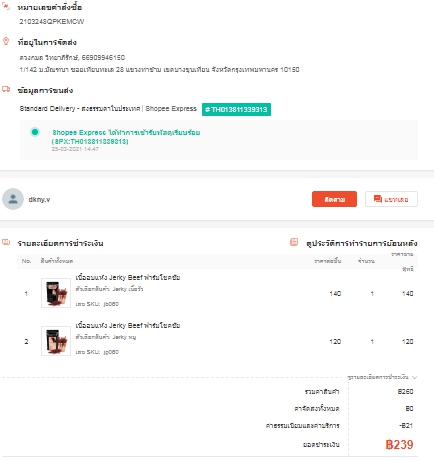 หมายเลขคำสั่งซื้อ
2103248QPKEMCW
ที่อยู่ในการจัดส่ง
ดวงกมล วิทยาภิรักษ์, 66909946150
1/142 ม.มัณฑนา ซอยเทียนทะเล 28 แขวงท่าข้าม เขตบางขุนเทียน จังหวัดกรุงเทพมหานคร 10150
ข้อมูลการขนส่ง
Standard Delivery - ส่งธรรมดาในประเทศ | Shopee Express # TH013811339313
Shopee Express ได้ทำการเข้ารับพัสดุเรียบร้อย
(SPX:TH013811339313)
25-03-2021 14:47
dkny.v
ติดตาม
แชทเลย
รายละเอียดการชำระเงิน
ดูประวัติการทำรายการย้อนหลัง
No. สินค้าทั้งหมด ราคาต่อชิ้น จำนวน ราคาขายสุทธิ
1 เนื้ออบแห้ง Jerky Beef ฟาร์มโชคชัย 140 1 140
ตัวเลือกสินค้า: Jerky เนื้อวัว
เลข SKU: jb080
2 เนื้ออบแห้ง Jerky Beef ฟาร์มโชคชัย 120 1 120
ตัวเลือกสินค้า: Jerky หมู
เลข SKU:
ดูรายละเอียดการชำระเงิน
รวมค่าสินค้า ฿260
ค่าจัดส่งทั้งหมด ฿0
ค่าธรรมเนียมและค่าบริการ -฿21
ยอดชำระเงิน ฿239